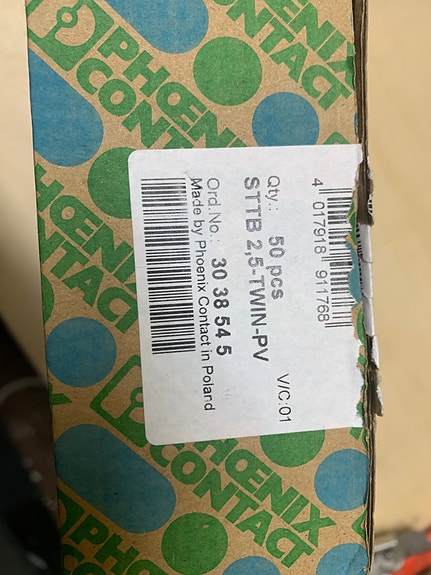 PHOENIX
CONTACT
PHOENIX
CONTACT
4 017918 911768
Qty.: 50 pcs
STTB 2,5-TWIN-PV
V/C:01
Ord.No.: 30 38 54 5
Made by Phoenix Contact in Poland
PHOENIX
CONTACT
PHOENIX
CONTACT